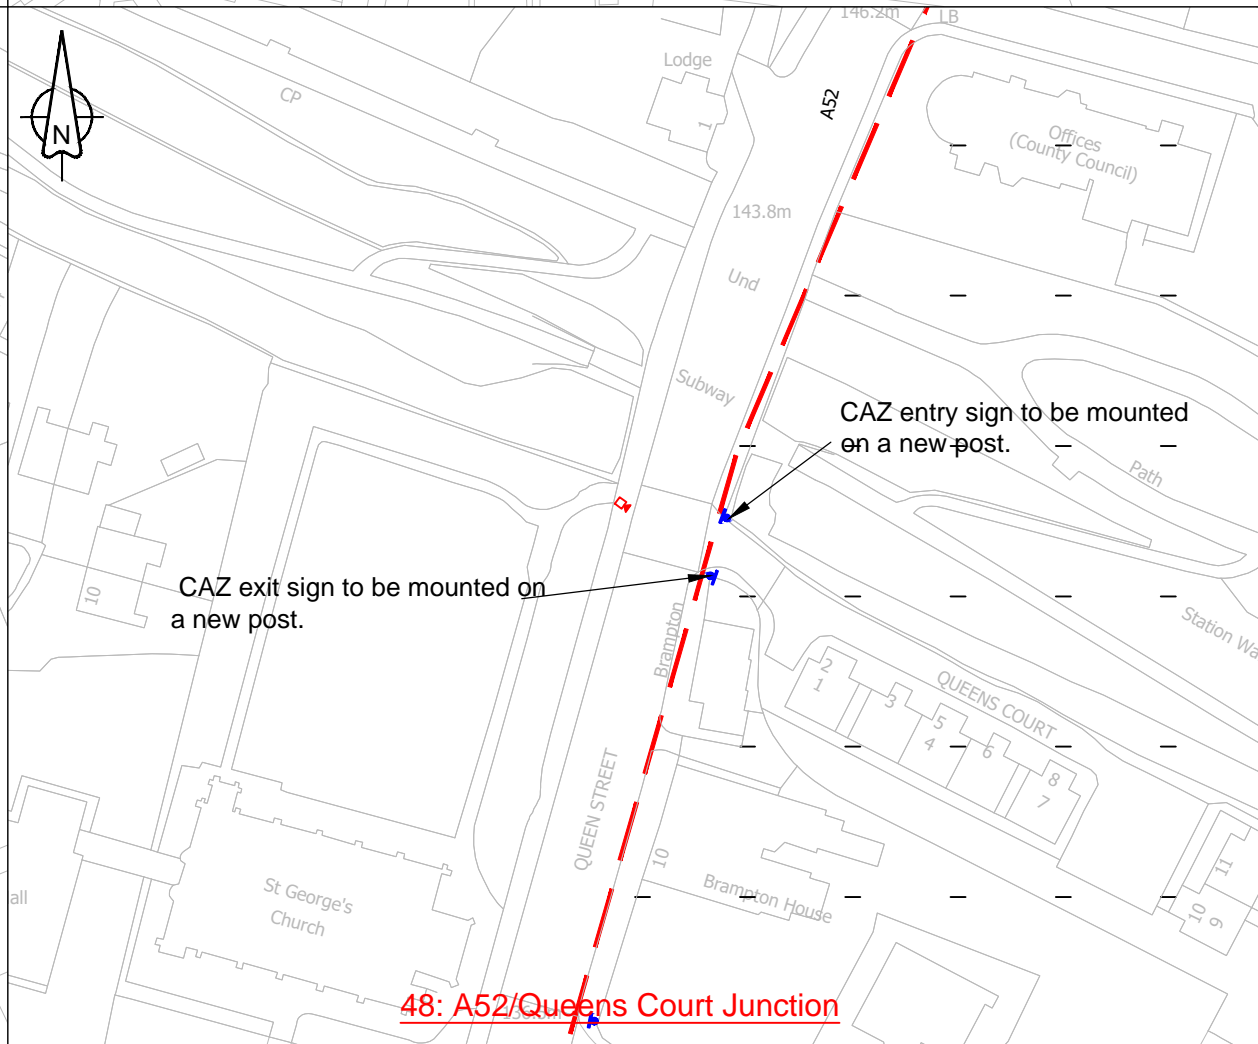 146.2m
LB
Lodge
1
CP
A52
Offices
(County Council)
143.8m
N
Und
Subway
CAZ entry sign to be mounted
on a new post.
Path
CAZ exit sign to be mounted on
a new post.
10
Brampton
Station Wa
2
1
3
5
4
6
8
7
QUEENS COURT
QUEEN STREET
10
Brampton House
St George's
Church
all
11
10
9
48: A52/Queens Court Junction